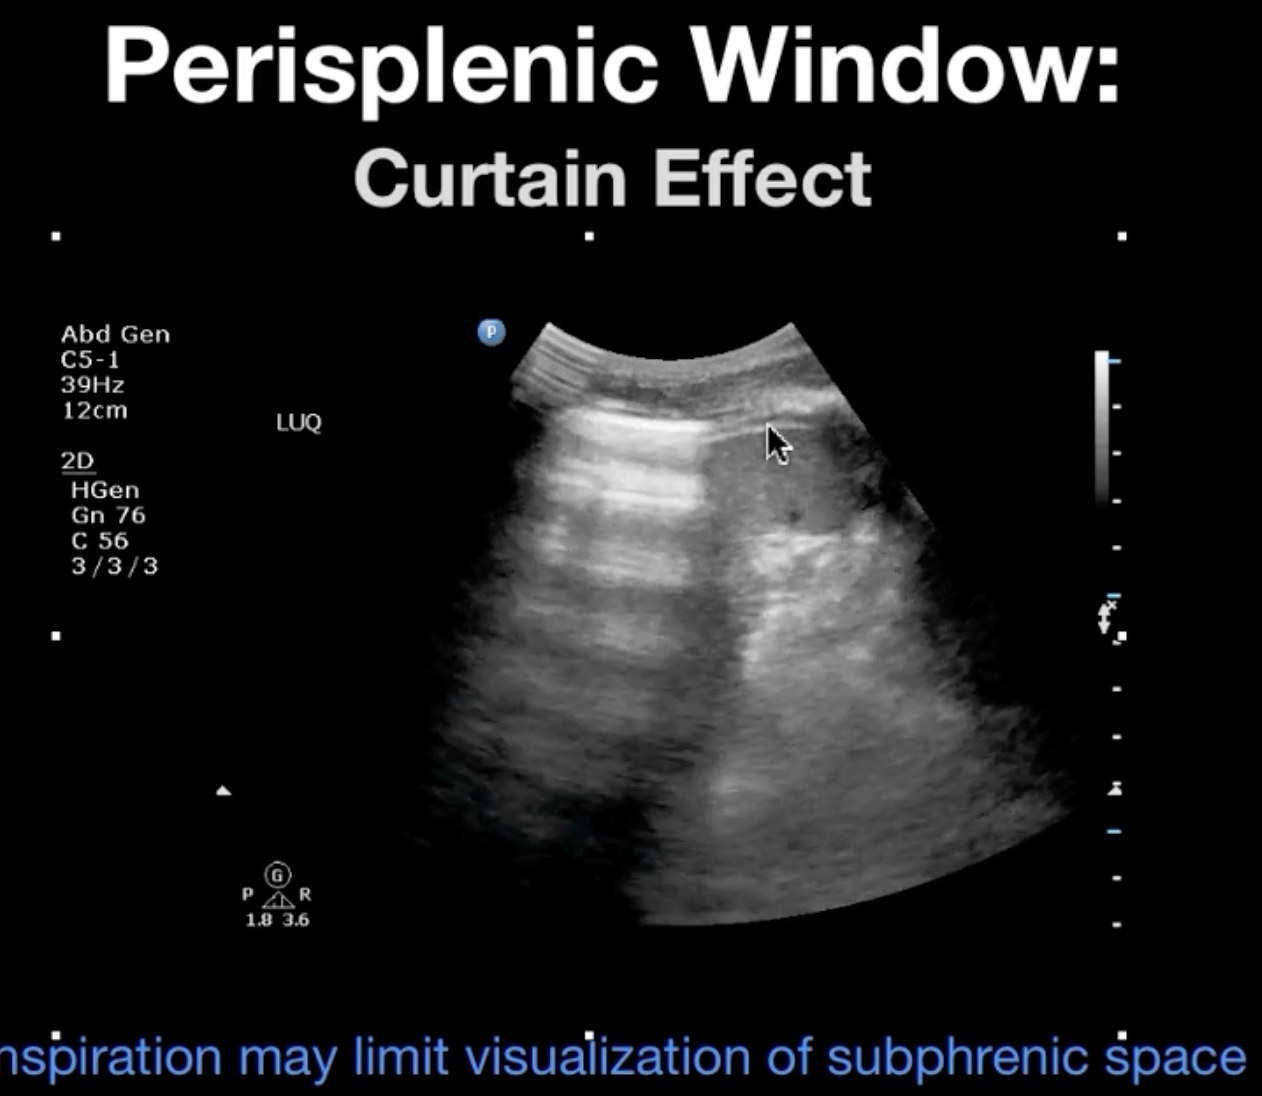 Perisplenic Window:
Curtain Effect
Abd Gen
C5-1
39Hz
12cm
P
LUQ
2D
HGen
Gn 76
C 56
3/3/3
G
P R
1.8 3.6
nspiration may limit visualization of subphrenic space